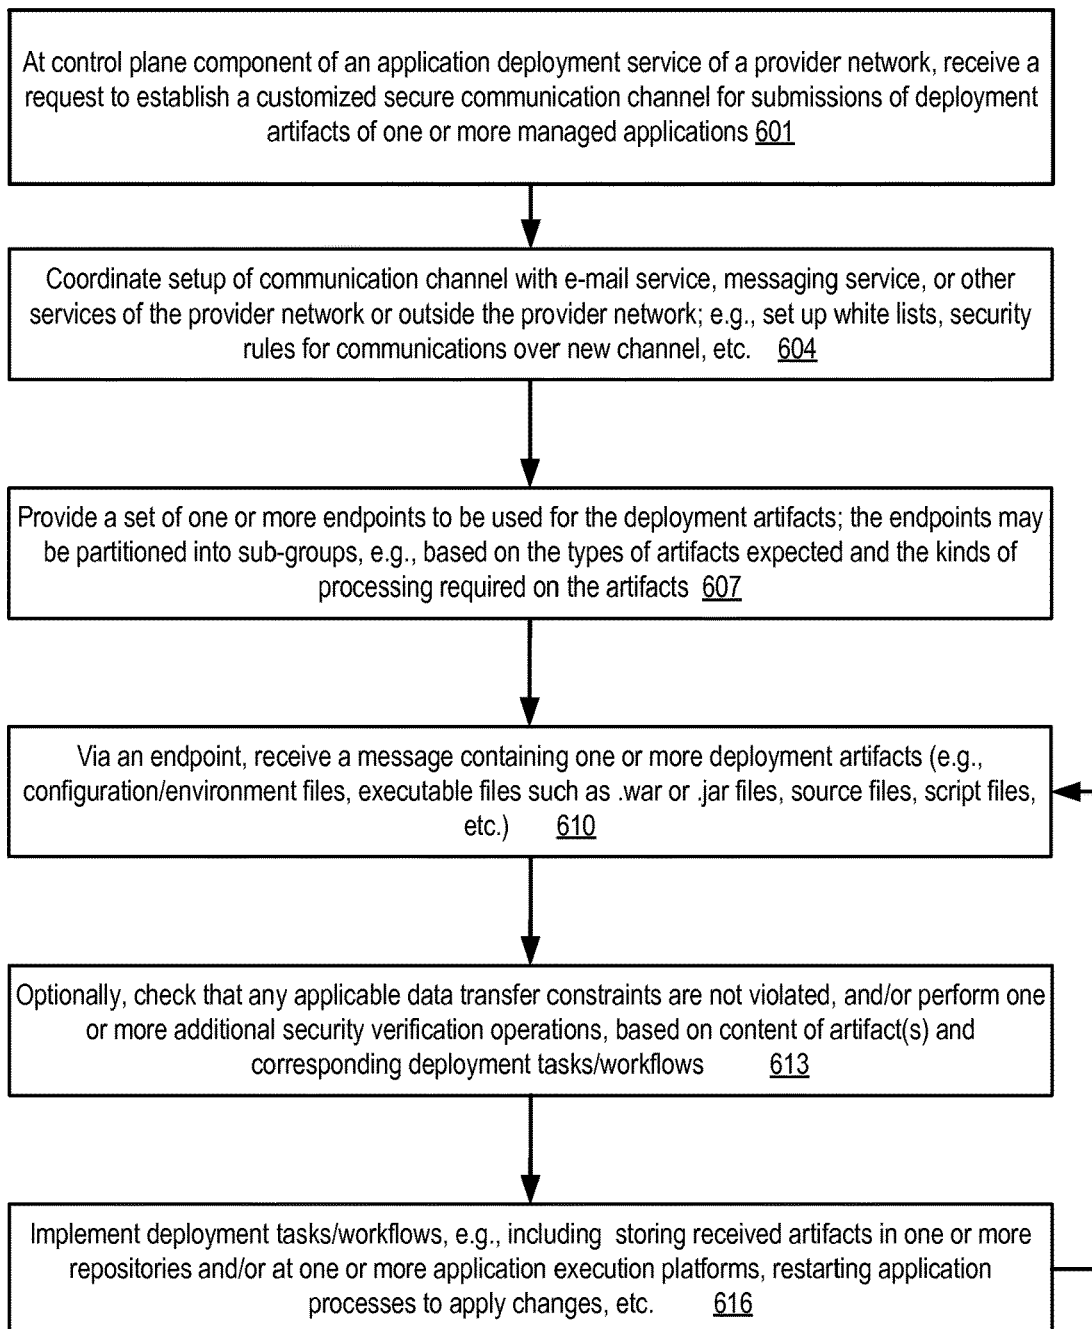 At control plane component of an application deployment service of a provider network, receive a
request to establish a customized secure communication channel for submissions of deployment
artifacts of one or more managed applications 601
Coordinate setup of communication channel with e-mail service, messaging service, or other
services of the provider network or outside the provider network; e.g., set up white lists, security
rules for communications over new channel, etc. 604
Provide a set of one or more endpoints to be used for the deployment artifacts; the endpoints may
be partitioned into sub-groups, e.g., based on the types of artifacts expected and the kinds of
processing required on the artifacts 607
Via an endpoint, receive a message containing one or more deployment artifacts (e.g.,
configuration/environment files, executable files such as .war or .jar files, source files, script files,
etc.) 610
Optionally, check that any applicable data transfer constraints are not violated, and/or perform one
or more additional security verification operations, based on content of artifact(s) and
corresponding deployment tasks/workflows 613
Implement deployment tasks/workflows, e.g., including storing received artifacts in one or more
repositories and/or at one or more application execution platforms, restarting application
processes to apply changes, etc. 616